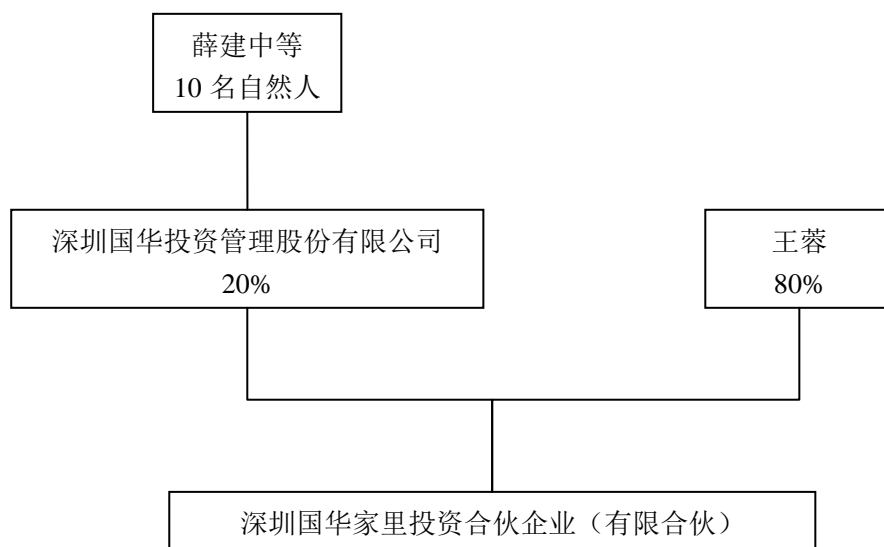 薛建中等
10 名自然人
深圳国华投资管理股份有限公司
20%
王蓉
80%
深圳国华家里投资合伙企业（有限合伙）